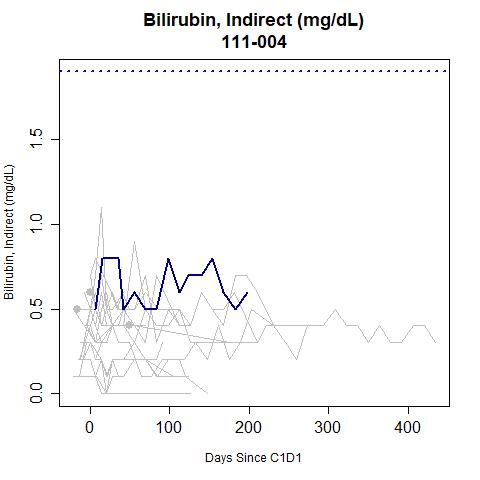 Bilirubin, Indirect (mg/dL)
111-004
Bilirubin, Indirect (mg/dL)
1.5
1.0
0.5
0.0
0 100 200 300 400
Days Since C1D1